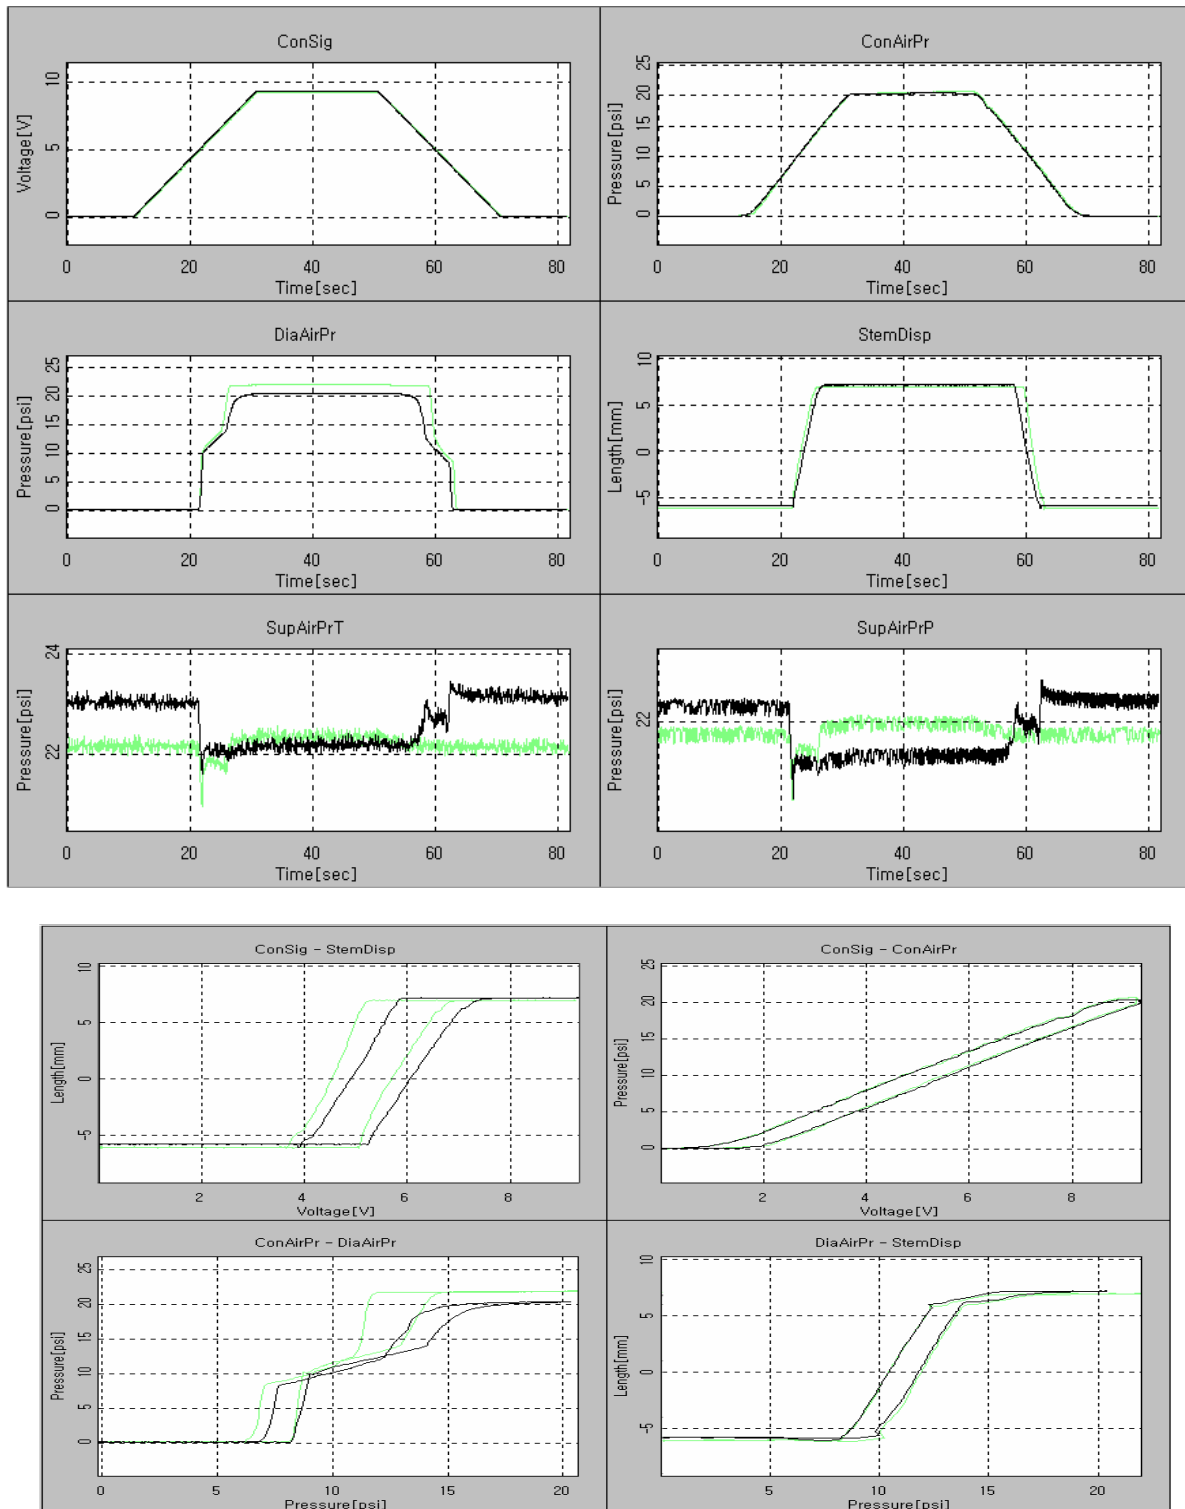 ConSig
Voltage[V]
10
5
0
0 20 40 60 80
Time[sec]
ConAirPr
Pressure[psi]
25
20
15
10
5
0
0 20 40 60 80
Time[sec]
DiaAirPr
Pressure[psi]
25
20
15
10
5
0
0 20 40 60 80
Time[sec]
StemDisp
Length[mm]
10
5
0
-5
0 20 40 60 80
Time[sec]
SupAirPrT
Pressure[psi]
24
22
0 20 40 60 80
Time[sec]
SupAirPrP
Pressure[psi]
22
0 20 40 60 80
Time[sec]
ConSig - StemDisp
Length[mm]
10
5
0
-5
2 4 6 8
Voltage[V]
ConSig - ConAirPr
Pressure[psi]
25
20
15
10
5
0
2 4 6 8
Voltage[V]
ConAirPr - DiaAirPr
Pressure[psi]
25
20
15
10
5
0
0 5 10 15 20
Pressure[psi]
DiaAirPr - StemDisp
Length[mm]
10
5
0
-5
5 10 15 20
Pressure[psi]